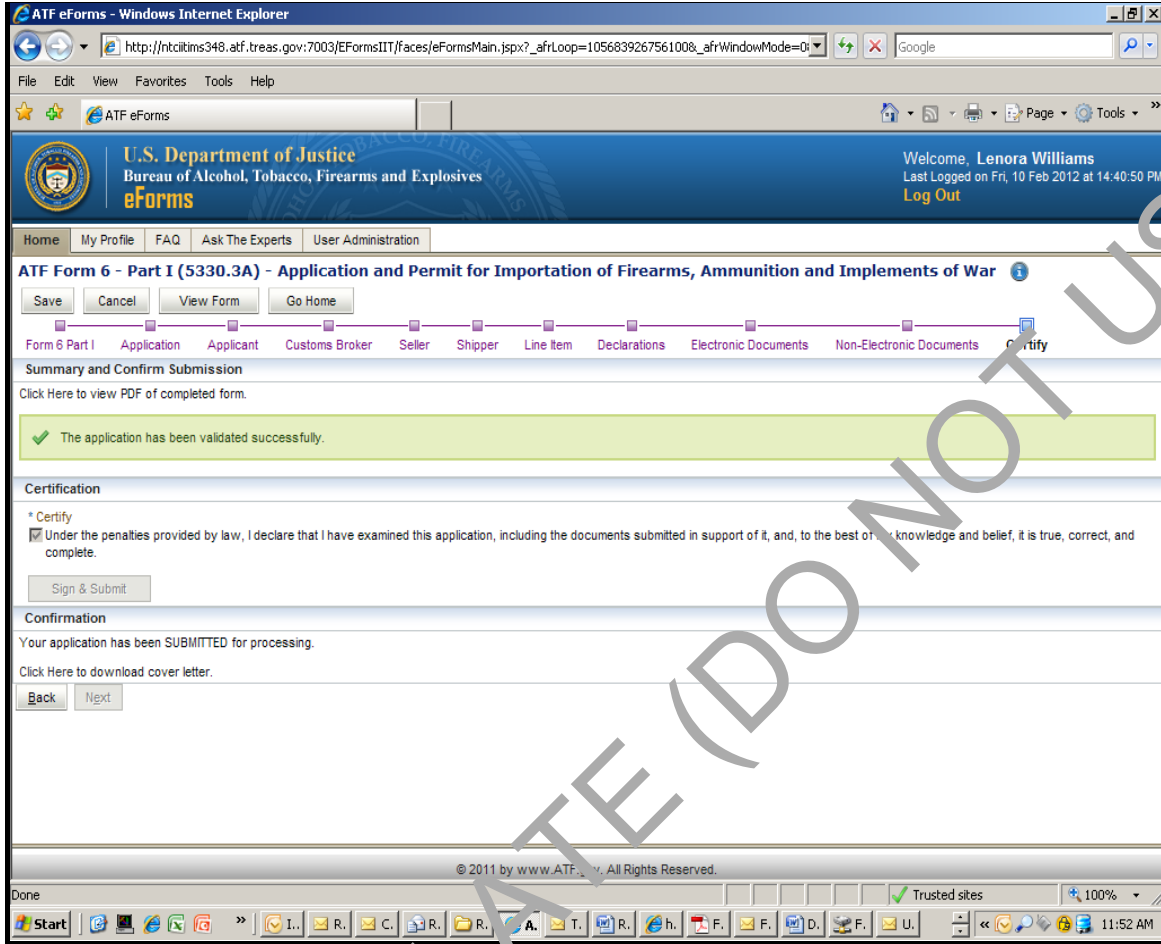 ATF eForms - Windows Internet Explorer
http://ntciitims348.atf.treas.gov:7003/EFormsIIT/faces/eFormsMain.jspx?_afrLoop=1056839267561008&_afrWindowMode=0
Google
File Edit View Favorites Tools Help
ATF eForms
Page Tools
U.S. Department of Justice
Bureau of Alcohol, Tobacco, Firearms and Explosives
eForms
Welcome, Lenora Williams
Last Logged on Fri, 10 Feb 2012 at 14:40:50 PM
Log Out
Home My Profile FAQ Ask The Experts User Administration
ATF Form 6 - Part I (5330.3A) - Application and Permit for Importation of Firearms, Ammunition and Implements of War
Save Cancel View Form Go Home
Form 6 Part I Application Applicant Customs Broker Seller Shipper Line Item Declarations Electronic Documents Non-Electronic Documents Certify
Summary and Confirm Submission
Click Here to view PDF of completed form.
The application has been validated successfully.
Certification
* Certify
Under the penalties provided by law, I declare that I have examined this application, including the documents submitted in support of it, and, to the best of my knowledge and belief, it is true, correct, and
complete.
Sign & Submit
Confirmation
Your application has been SUBMITTED for processing.
Click Here to download cover letter.
Back Next
© 2011 by www.ATF.gov. All Rights Reserved.
Done
Trusted sites 100%
Start I.. R. C. R. R. A. T. R. h. F. F. D. F. U. 11:52 AM
ATE (DO NOT US